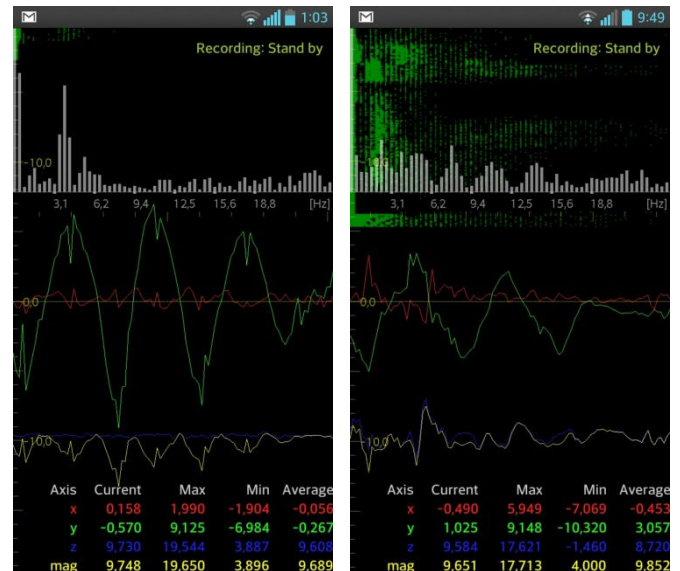 1:03
Recording: Stand by
-10,0
3,1 6,2 9,4 12,5 15,6 18,8 [Hz]
0,0
-10,0
Axis Current Max Min Average
x 0,158 1,990 -1,904 -0,056
y -0,570 9,125 -6,984 -0,267
z 9,730 19,544 3,887 9,608
mag 9,748 19,650 3,896 9,689
9:49
Recording: Stand by
-10,0
3,1 6,2 9,4 12,5 15,6 18,8 [Hz]
0,0
-10,0
Axis Current Max Min Average
x -0,490 5,949 -7,069 -0,453
y 1,025 9,148 -10,320 3,057
z 9,584 17,621 -1,460 8,720
mag 9,651 17,713 4,000 9,852